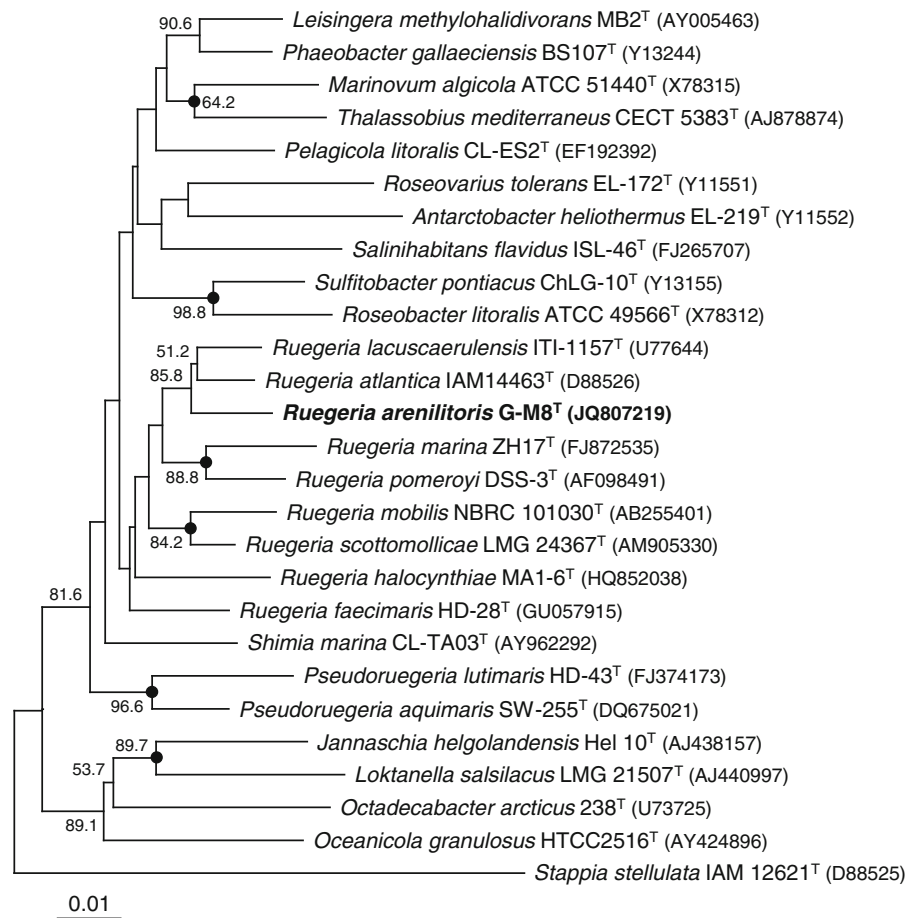 90.6
Leisingera methylohalidivorans MB2T (AY005463)
Phaeobacter gallaeciensis BS107T (Y13244)
Marinovum algicola ATCC 51440T (X78315)
64.2
Thalassobius mediterraneus CECT 5383T (AJ878874)
Pelagicola litoralis CL-ES2T (EF192392)
Roseovarius tolerans EL-172T (Y11551)
Antarctobacter heliothermus EL-219T (Y11552)
Salinihabitans flavidus ISL-46T (FJ265707)
Sulfitobacter pontiacus ChLG-10T (Y13155)
98.8
Roseobacter litoralis ATCC 49566T (X78312)
51.2
Ruegeria lacuscaerulensis ITI-1157T (U77644)
85.8
Ruegeria atlantica IAM14463T (D88526)
Ruegeria arenilitoris G-M8T (JQ807219)
Ruegeria marina ZH17T (FJ872535)
88.8
Ruegeria pomeroyi DSS-3T (AF098491)
Ruegeria mobilis NBRC 101030T (AB255401)
84.2
Ruegeria scottomollicae LMG 24367T (AM905330)
Ruegeria halocynthiae MA1-6T (HQ852038)
81.6
Ruegeria faecimaris HD-28T (GU057915)
Shimia marina CL-TA03T (AY962292)
Pseudoruegeria lutimaris HD-43T (FJ374173)
96.6
Pseudoruegeria aquimaris SW-255T (DQ675021)
89.7
Jannaschia helgolandensis Hel 10T (AJ438157)
53.7
Loktanella salsilacus LMG 21507T (AJ440997)
Octadecabacter arcticus 238T (U73725)
89.1
Oceanicola granulosus HTCC2516T (AY424896)
Stappia stellulata IAM 12621T (D88525)
0.01